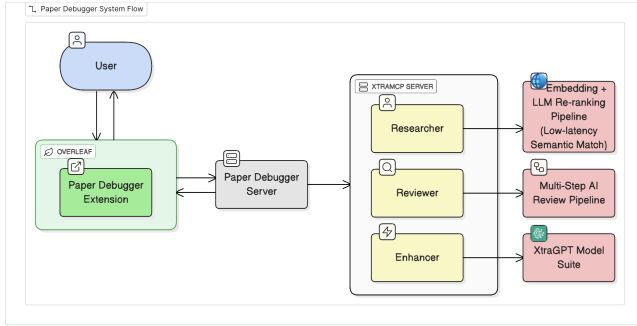 Paper Debugger System Flow
User
OVERLEAF
Paper Debugger
Extension
Paper Debugger
Server
XTRAMCP SERVER
Researcher
Reviewer
Enhancer
Embedding +
LLM Re-ranking
Pipeline
(Low-latency
Semantic Match)
Multi-Step AI
Review Pipeline
XtraGPT Model
Suite